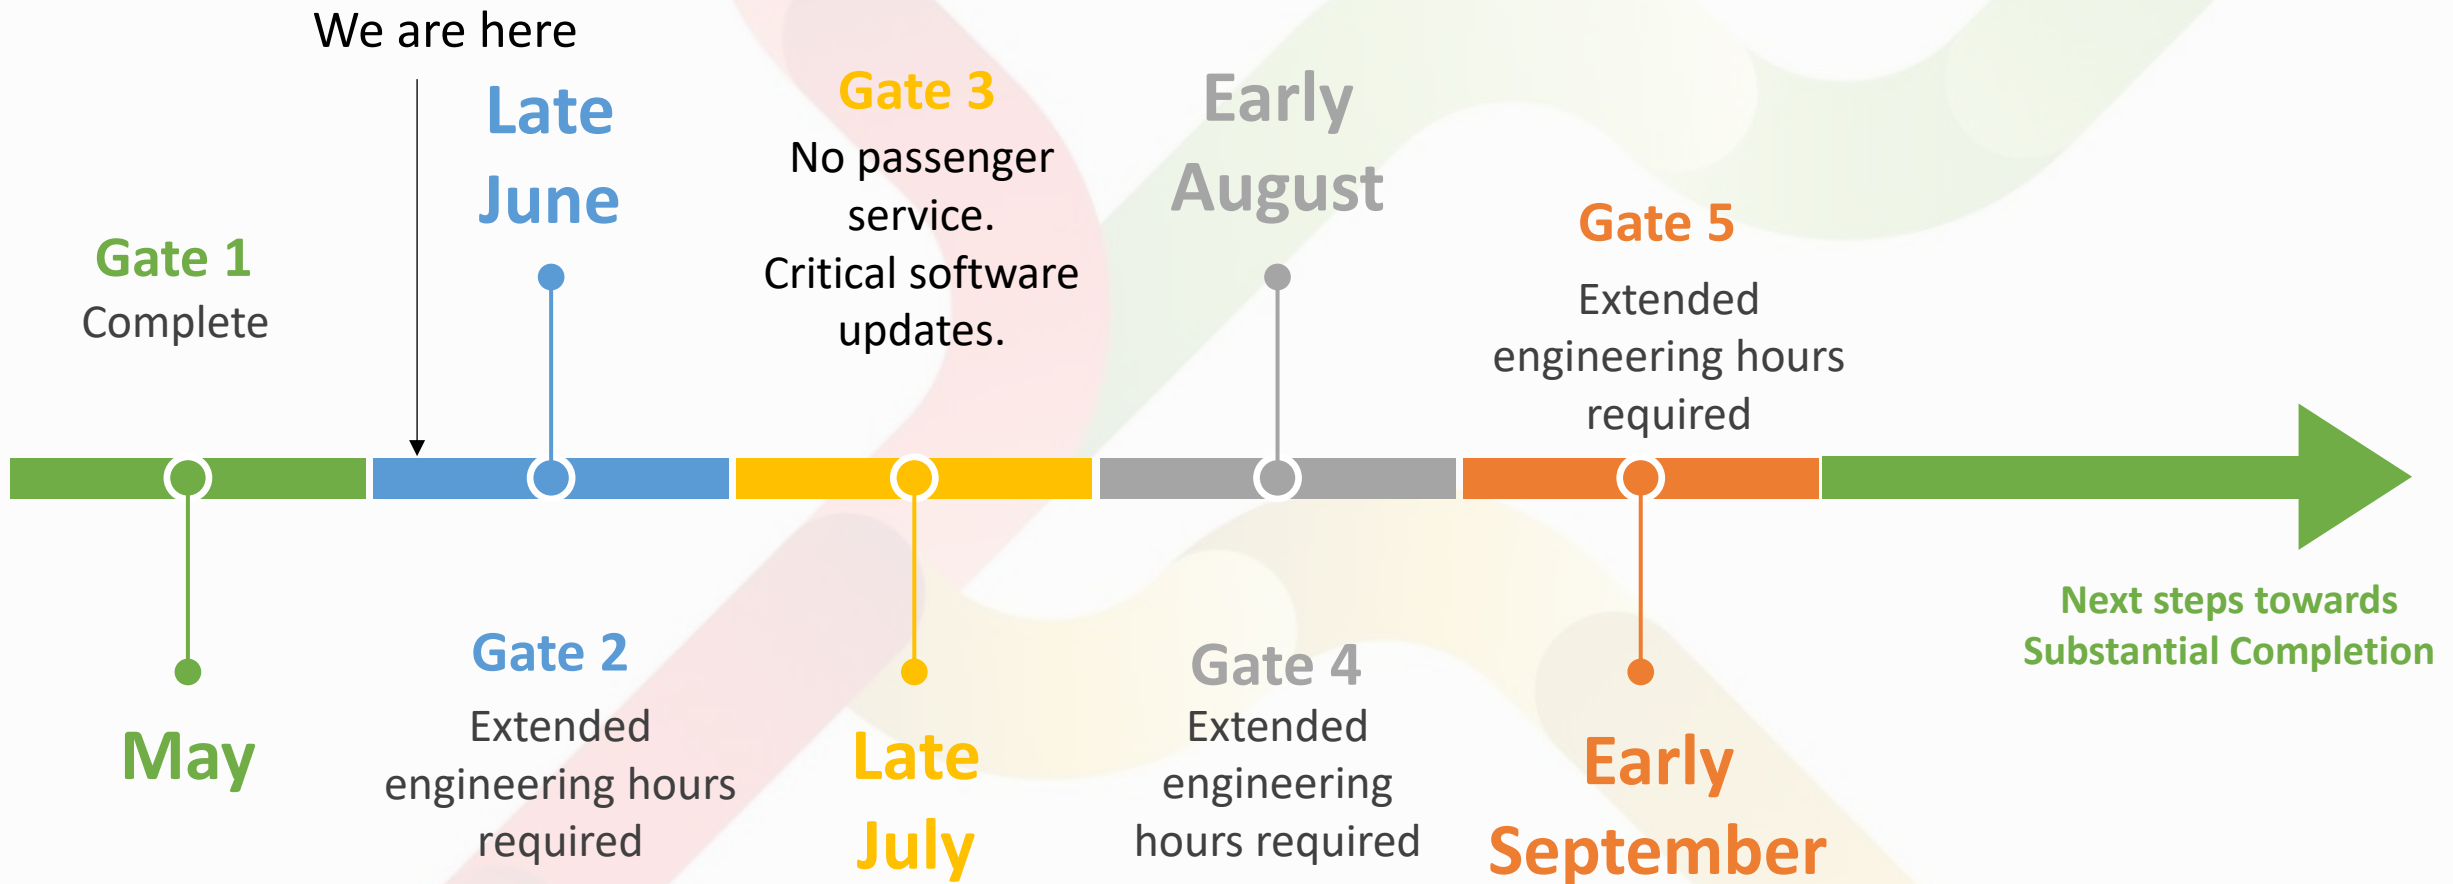 We are here
Gate 1
Complete
May
Late
June
Gate 2
Extended
engineering hours
required
Gate 3
No passenger
service.
Critical software
updates.
Late
July
Early
August
Gate 4
Extended
engineering
hours required
Gate 5
Extended
engineering hours
required
Early
September
Next steps towards
Substantial Completion